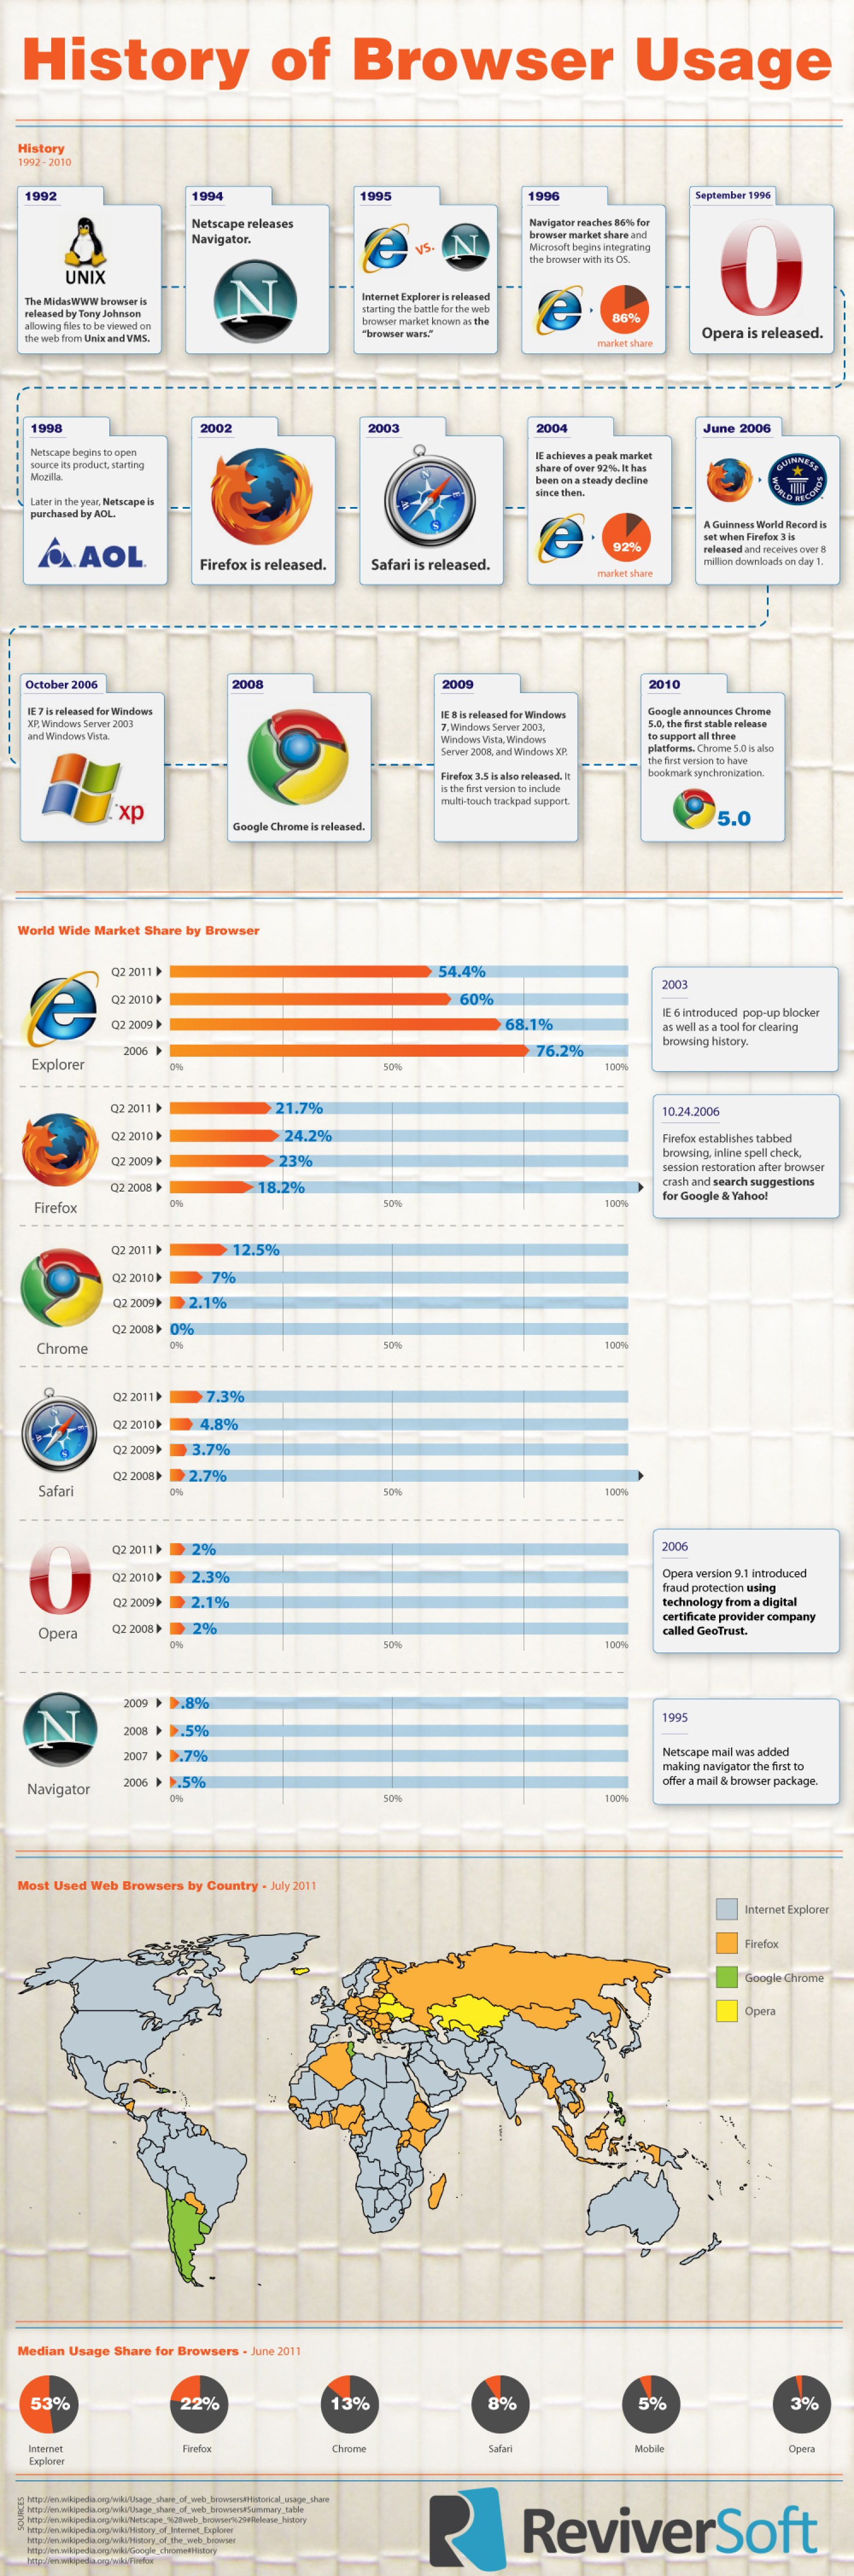 History of Browser Usage
History
1992 - 2010
1992
UNIX
The MidasWWW browser is
released by Tony Johnson
allowing files to be viewed on
the web from Unix and VMS.
1994
Netscape releases
Navigator.
N
1995
VS.
N
Internet Explorer is released
starting the battle for the web
browser market known as the
"browser wars."
1996
Navigator reaches 86% for
browser market share and
Microsoft begins integrating
the browser with its OS.
86%
market share
September 1996
Opera is released.
1998
Netscape begins to open
source its product, starting
Mozilla.
Later in the year, Netscape is
purchased by AOL.
AOL
2002
Firefox is released.
2003
Safari is released.
2004
IE achieves a peak market
share of over 92%. It has
been on a steady decline
since then.
92%
market share
June 2006
GUINNESS
WORLD RECORDS
A Guinness World Record is
set when Firefox 3 is
released and receives over 8
million downloads on day 1.
October 2006
IE 7 is released for Windows
XP, Windows Server 2003
and Windows Vista.
xp
2008
Google Chrome is released.
2009
IE 8 is released for Windows
7, Windows Server 2003,
Windows Vista, Windows
Server 2008, and Windows XP.
Firefox 3.5 is also released. It
is the first version to include
multi-touch trackpad support.
2010
Google announces Chrome
5.0, the first stable release
to support all three
platforms. Chrome 5.0 is also
the first version to have
bookmark synchronization.
5.0
World Wide Market Share by Browser
Explorer
Q2 2011 54.4%
Q2 2010 60%
Q2 2009 68.1%
2006 76.2%
0% 50% 100%
2003
IE 6 introduced pop-up blocker
as well as a tool for clearing
browsing history.
Firefox
Q2 2011 21.7%
Q2 2010 24.2%
Q2 2009 23%
Q2 2008 18.2%
0% 50% 100%
10.24.2006
Firefox establishes tabbed
browsing, inline spell check,
session restoration after browser
crash and search suggestions
for Google & Yahoo!
Chrome
Q2 2011 12.5%
Q2 2010 7%
Q2 2009 2.1%
Q2 2008 0%
0% 50% 100%
Safari
Q2 2011 7.3%
Q2 2010 4.8%
Q2 2009 3.7%
Q2 2008 2.7%
0% 50% 100%
Opera
Q2 2011 2%
Q2 2010 2.3%
Q2 2009 2.1%
Q2 2008 2%
0% 50% 100%
2006
Opera version 9.1 introduced
fraud protection using
technology from a digital
certificate provider company
called GeoTrust.
N
Navigator
2009 .8%
2008 .5%
2007 .7%
2006 .5%
0% 50% 100%
1995
Netscape mail was added
making navigator the first to
offer a mail & browser package.
Most Used Web Browsers by Country - July 2011
Internet Explorer
Firefox
Google Chrome
Opera
Median Usage Share for Browsers - June 2011
53% 22% 13% 8% 5% 3%
Internet Explorer Firefox Chrome Safari Mobile Opera
SOURCES
http://en.wikipedia.org/wiki/Usage_share_of_web_browsers#Historical_usage_share
http://en.wikipedia.org/wiki/Usage_share_of_web_browsers#Summary_table
http://en.wikipedia.org/wiki/Netscape_%28web_browser%29#Release_history
http://en.wikipedia.org/wiki/History_of_Internet_Explorer
http://en.wikipedia.org/wiki/History_of_the_web_browser
http://en.wikipedia.org/wiki/Google_chrome#History
http://en.wikipedia.org/wiki/Firefox
ReviverSoft